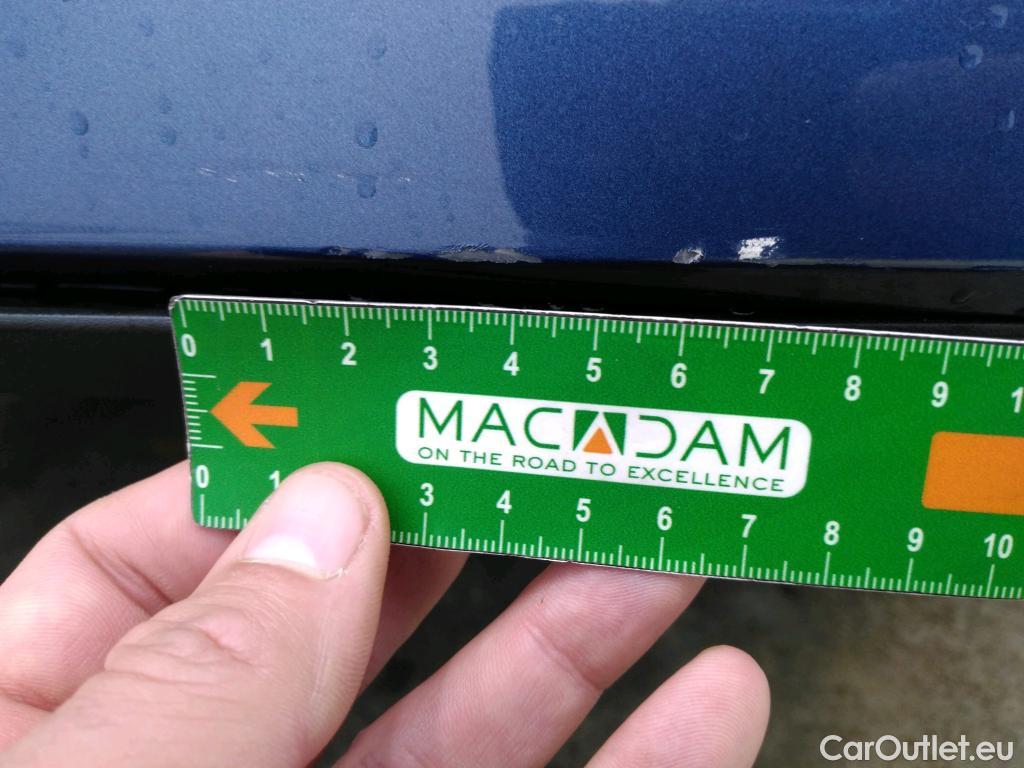 0 1 2 3 4 5 6 7 8 9 1
MACADAM
ON THE ROAD TO EXCELLENCE
0 1 3 4 5 6 7 8 9 10
CarOutlet.eu